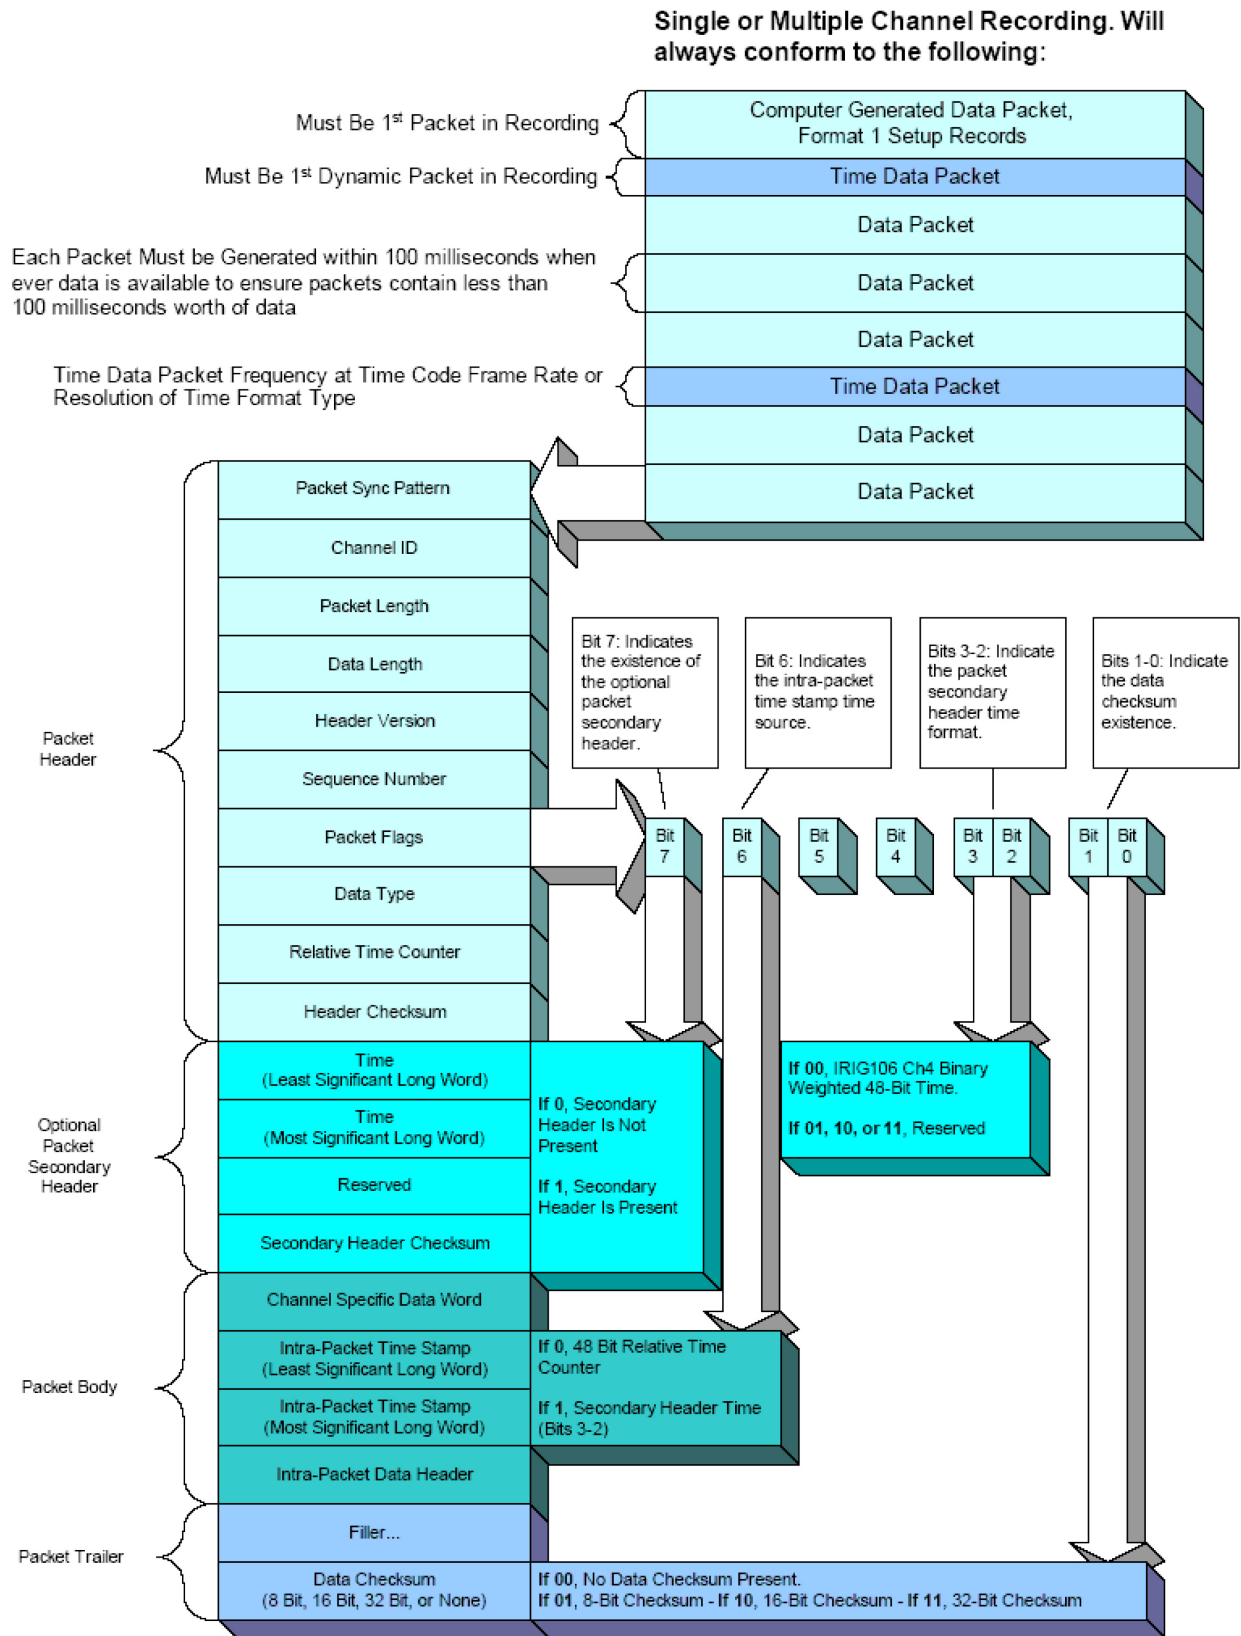 Single or Multiple Channel Recording. Will
always conform to the following:
Must Be 1st Packet in Recording
Computer Generated Data Packet,
Format 1 Setup Records
Must Be 1st Dynamic Packet in Recording
Time Data Packet
Data Packet
Each Packet Must be Generated within 100 milliseconds when
ever data is available to ensure packets contain less than
100 milliseconds worth of data
Data Packet
Data Packet
Time Data Packet Frequency at Time Code Frame Rate or
Resolution of Time Format Type
Time Data Packet
Data Packet
Data Packet
Packet
Header
Packet Sync Pattern
Channel ID
Packet Length
Data Length
Header Version
Sequence Number
Packet Flags
Data Type
Relative Time Counter
Header Checksum
Bit 7: Indicates
the existence of
the optional
packet
secondary
header.
Bit 6: Indicates
the intra-packet
time stamp time
source.
Bits 3-2: Indicate
the packet
secondary
header time
format.
Bits 1-0: Indicate
the data
checksum
existence.
Bit
7
Bit
6
Bit
5
Bit
4
Bit
3
Bit
2
Bit
1
Bit
0
Optional
Packet
Secondary
Header
Time
(Least Significant Long Word)
Time
(Most Significant Long Word)
Reserved
Secondary Header Checksum
If 0, Secondary
Header Is Not
Present
If 1, Secondary
Header Is Present
If 00, IRIG106 Ch4 Binary
Weighted 48-Bit Time.
If 01, 10, or 11, Reserved
Packet Body
Channel Specific Data Word
Intra-Packet Time Stamp
(Least Significant Long Word)
Intra-Packet Time Stamp
(Most Significant Long Word)
Intra-Packet Data Header
If 0, 48 Bit Relative Time
Counter
If 1, Secondary Header Time
(Bits 3-2)
Packet Trailer
Filler...
Data Checksum
(8 Bit, 16 Bit, 32 Bit, or None)
If 00, No Data Checksum Present.
If 01, 8-Bit Checksum - If 10, 16-Bit Checksum - If 11, 32-Bit Checksum